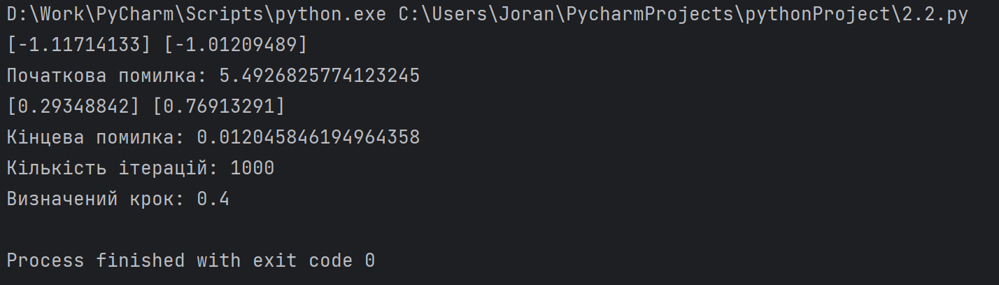 D:\Work\PyCharm\Scripts\python.exe C:\Users\Joran\PycharmProjects\pythonProject\2.2.py
[-1.11714133] [-1.01209489]
Початкова помилка: 5.4926825774123245
[0.29348842] [0.76913291]
Кінцева помилка: 0.012045846194964358
Кількість ітерацій: 1000
Визначений крок: 0.4
Process finished with exit code 0